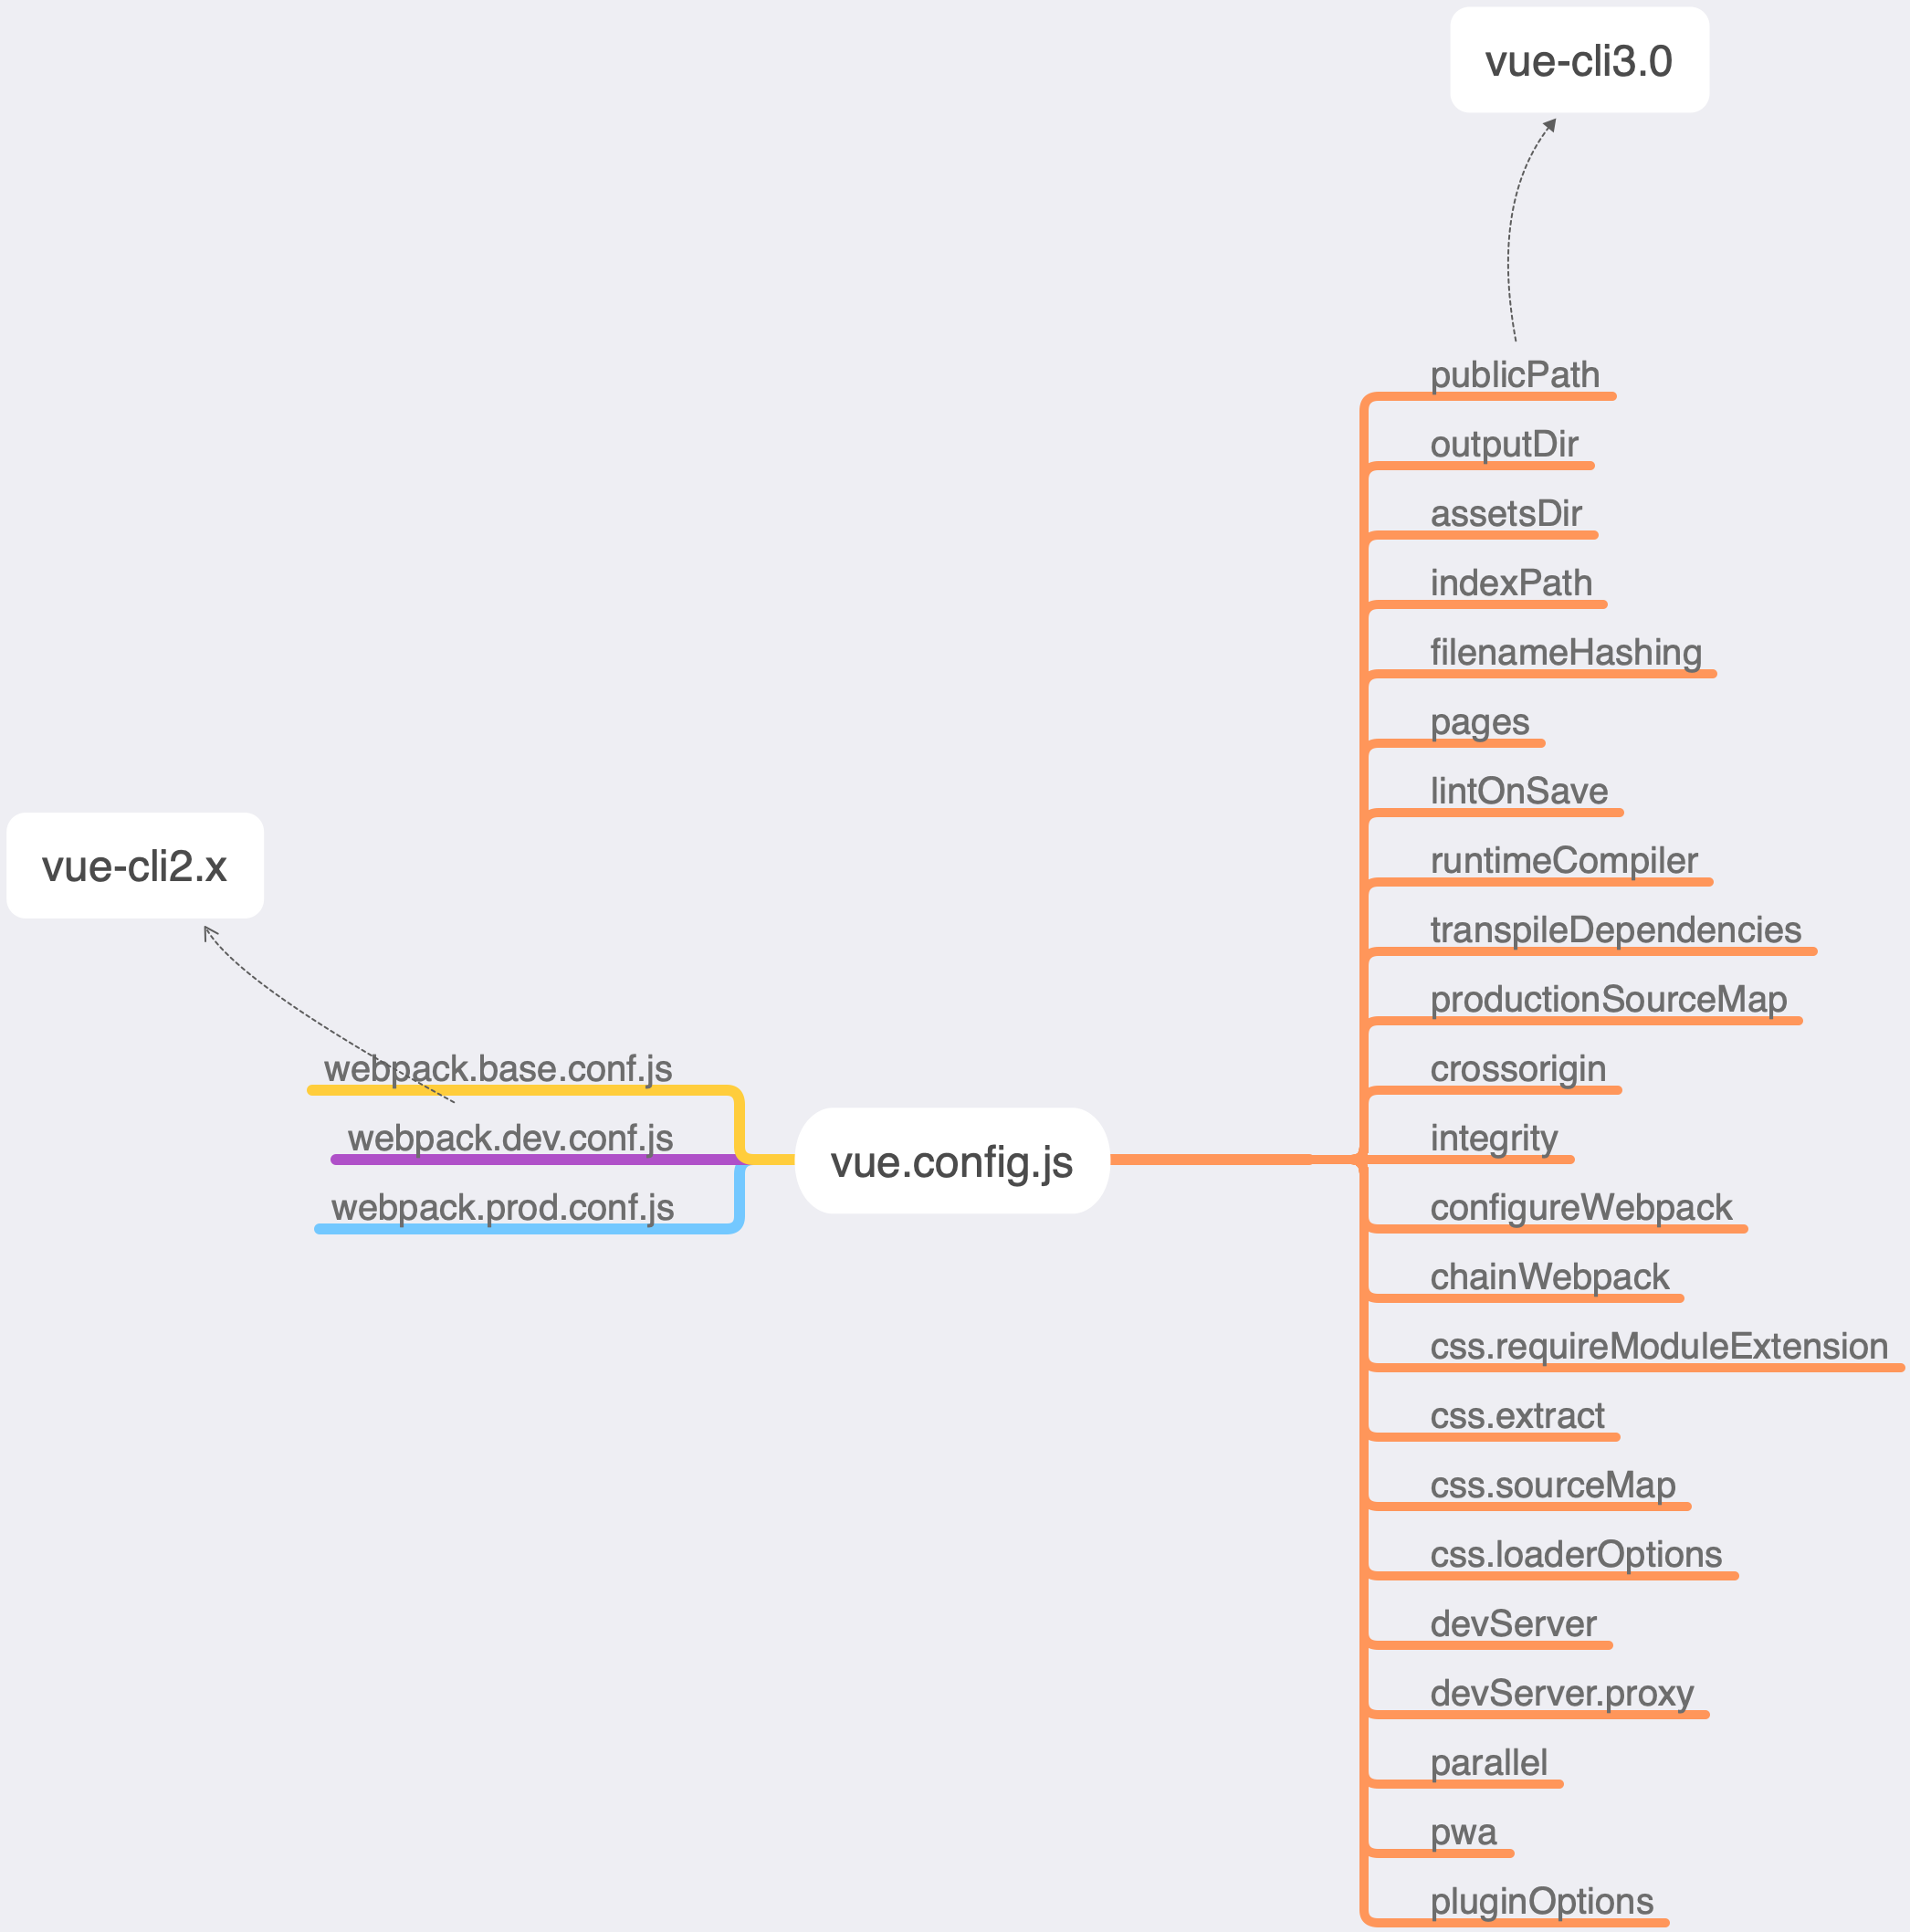 vue-cli3.0
publicPath
outputDir
assetsDir
indexPath
filenameHashing
pages
lintOnSave
runtimeCompiler
transpileDependencies
productionSourceMap
crossorigin
integrity
configureWebpack
chainWebpack
css.requireModuleExtension
css.extract
css.sourceMap
css.loaderOptions
devServer
devServer.proxy
parallel
pwa
pluginOptions
vue.config.js
vue-cli2.x
webpack.base.conf.js
webpack.dev.conf.js
webpack.prod.conf.js